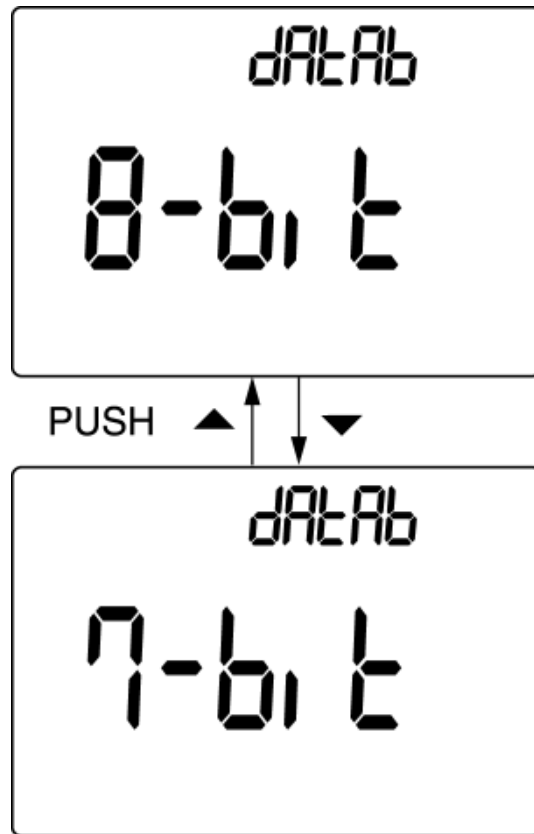 dAtAb
8-bit
PUSH ▲ ▼
dAtAb
7-bit